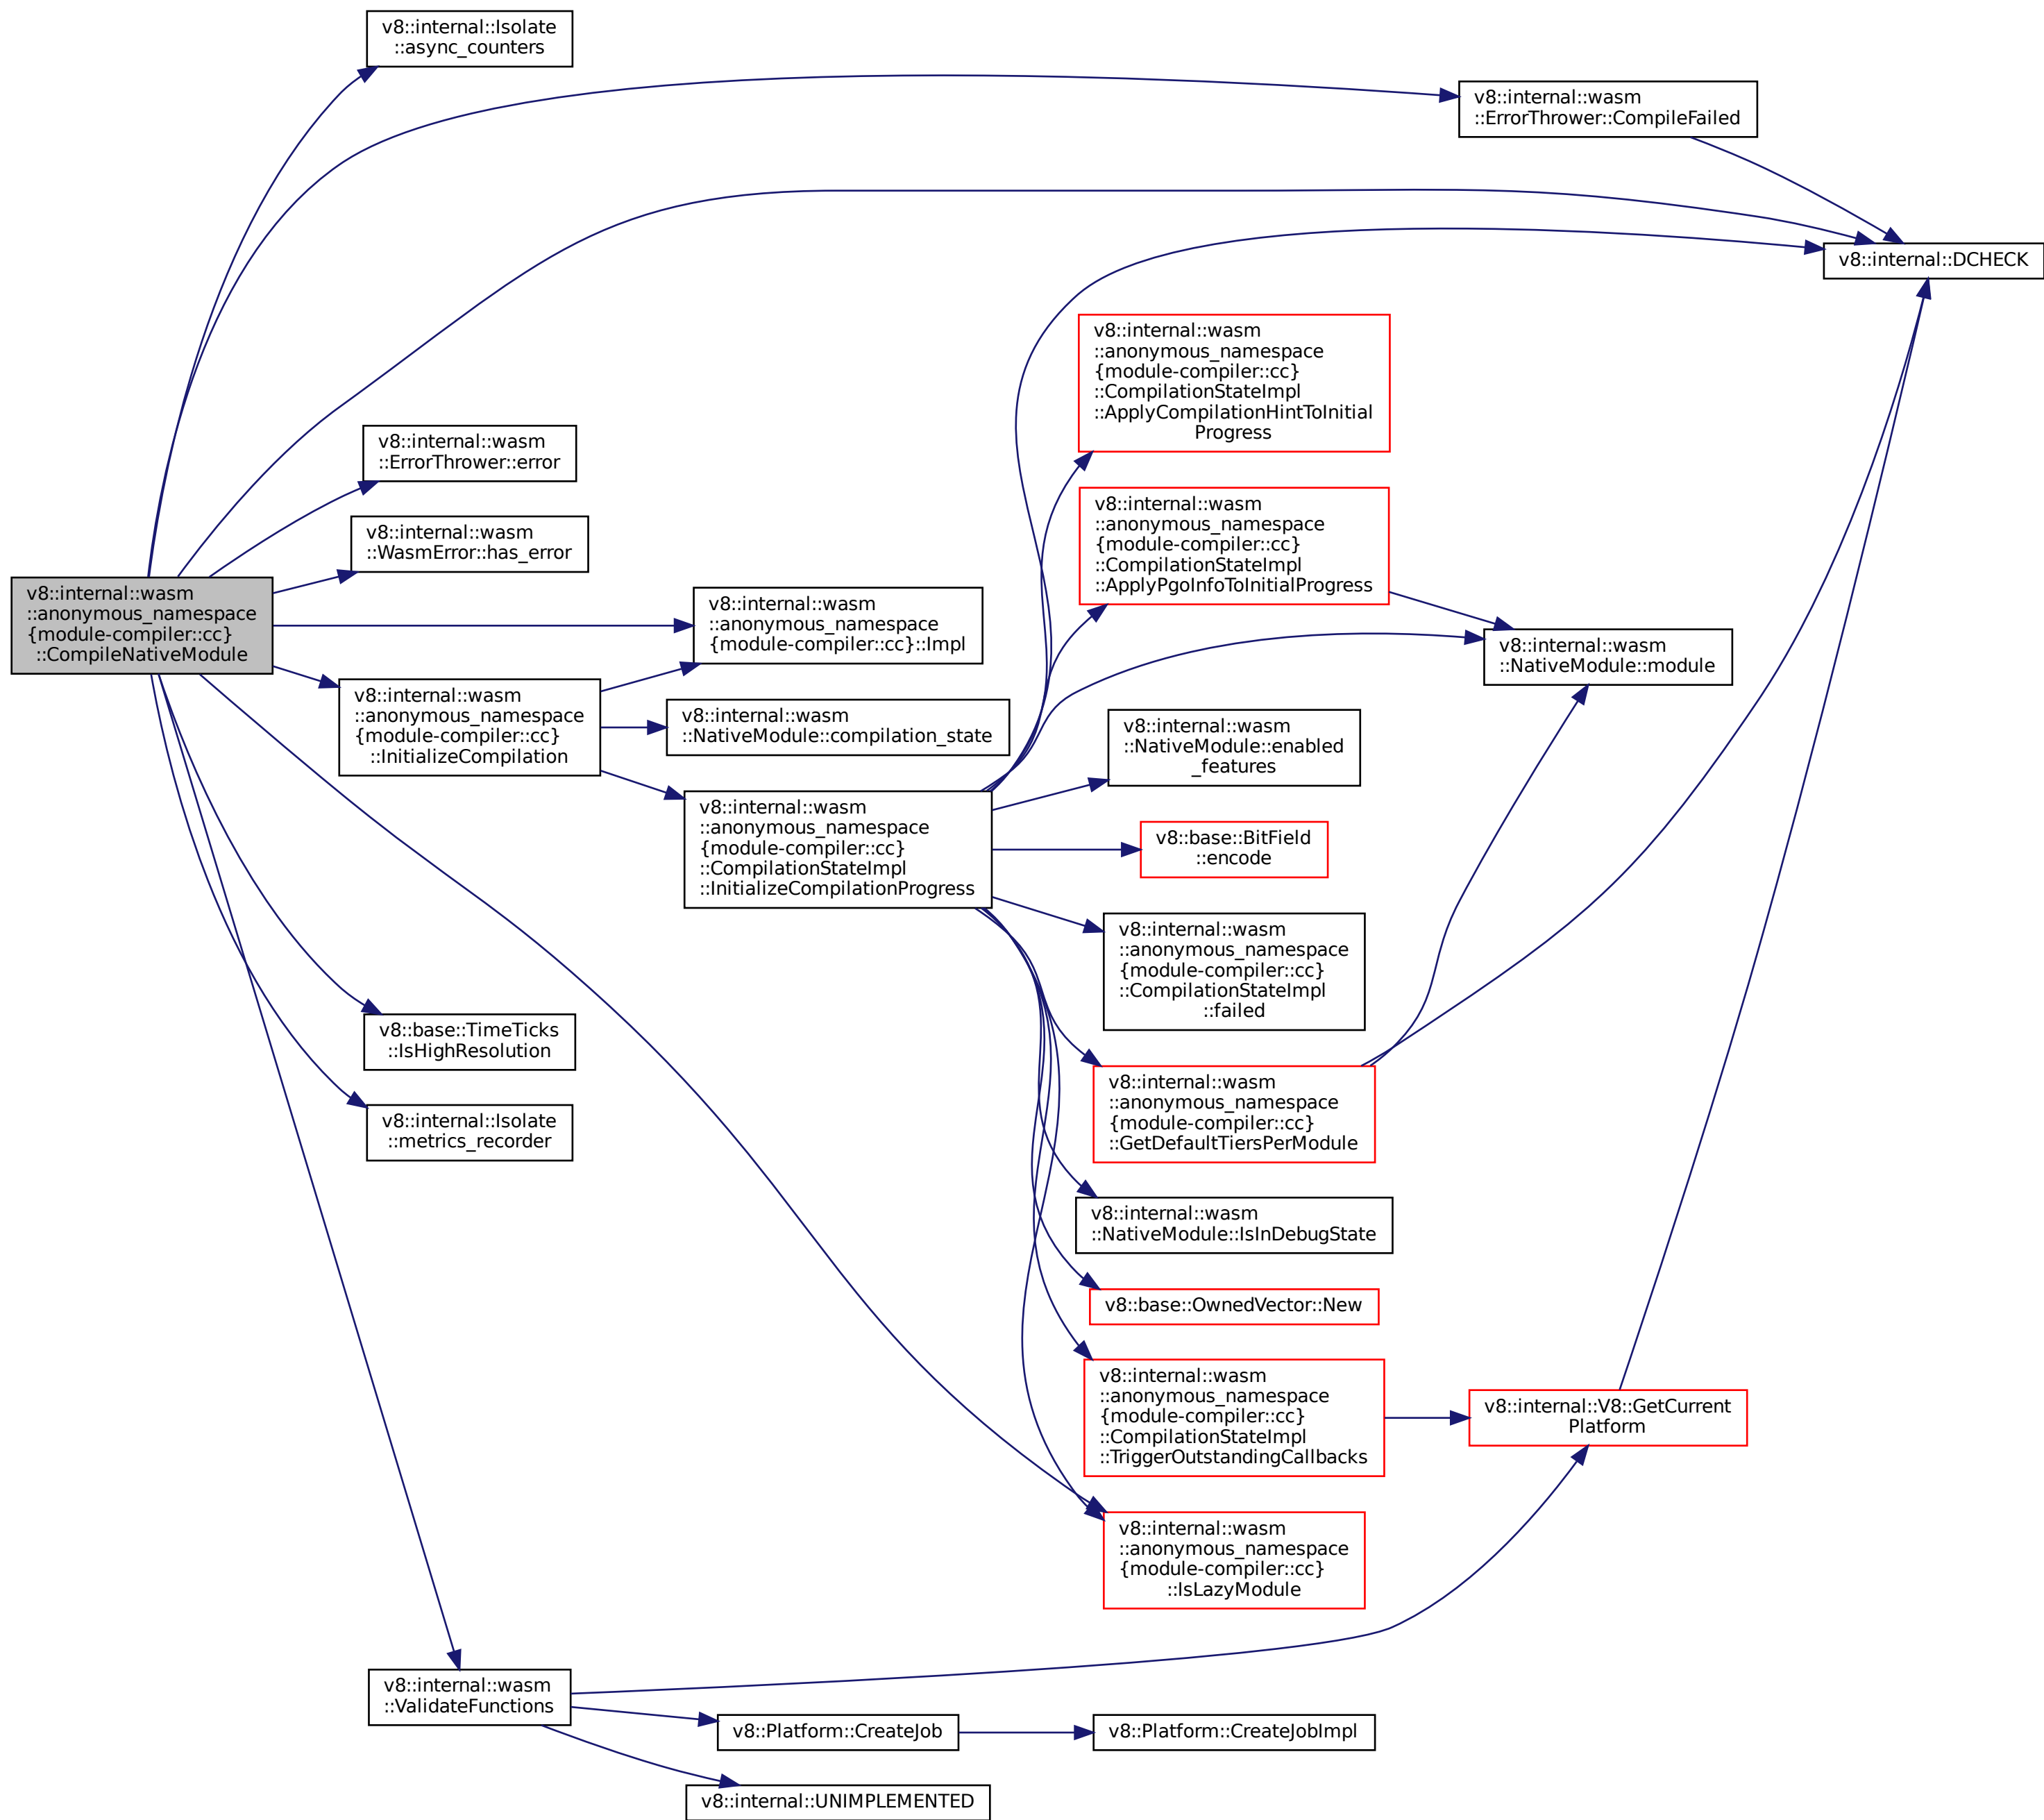 v8::internal::Isolate
::async_counters
v8::internal::wasm
::ErrorThrower::CompileFailed
v8::internal::DCHECK
v8::internal::wasm
::anonymous_namespace
{module-compiler::cc}
::CompilationStateImpl
::ApplyCompilationHintToInitial
Progress
v8::internal::wasm
::ErrorThrower::error
v8::internal::wasm
::anonymous_namespace
{module-compiler::cc}
::CompilationStateImpl
::ApplyPgoInfoToInitialProgress
v8::internal::wasm
::WasmError::has_error
v8::internal::wasm
::anonymous_namespace
{module-compiler::cc}
::CompileNativeModule
v8::internal::wasm
::anonymous_namespace
{module-compiler::cc}::Impl
v8::internal::wasm
::NativeModule::module
v8::internal::wasm
::anonymous_namespace
{module-compiler::cc}
::InitializeCompilation
v8::internal::wasm
::NativeModule::compilation_state
v8::internal::wasm
::NativeModule::enabled
_features
v8::internal::wasm
::anonymous_namespace
{module-compiler::cc}
::CompilationStateImpl
::InitializeCompilationProgress
v8::base::BitField
::encode
v8::internal::wasm
::anonymous_namespace
{module-compiler::cc}
::CompilationStateImpl
::failed
v8::base::TimeTicks
::IsHighResolution
v8::internal::wasm
::anonymous_namespace
{module-compiler::cc}
::GetDefaultTiersPerModule
v8::internal::Isolate
::metrics_recorder
v8::internal::wasm
::NativeModule::IsInDebugState
v8::base::OwnedVector::New
v8::internal::wasm
::anonymous_namespace
{module-compiler::cc}
::CompilationStateImpl
::TriggerOutstandingCallbacks
v8::internal::V8::GetCurrent
Platform
v8::internal::wasm
::anonymous_namespace
{module-compiler::cc}
::IsLazyModule
v8::internal::wasm
::ValidateFunctions
v8::Platform::CreateJob
v8::Platform::CreateJobImpl
v8::internal::UNIMPLEMENTED